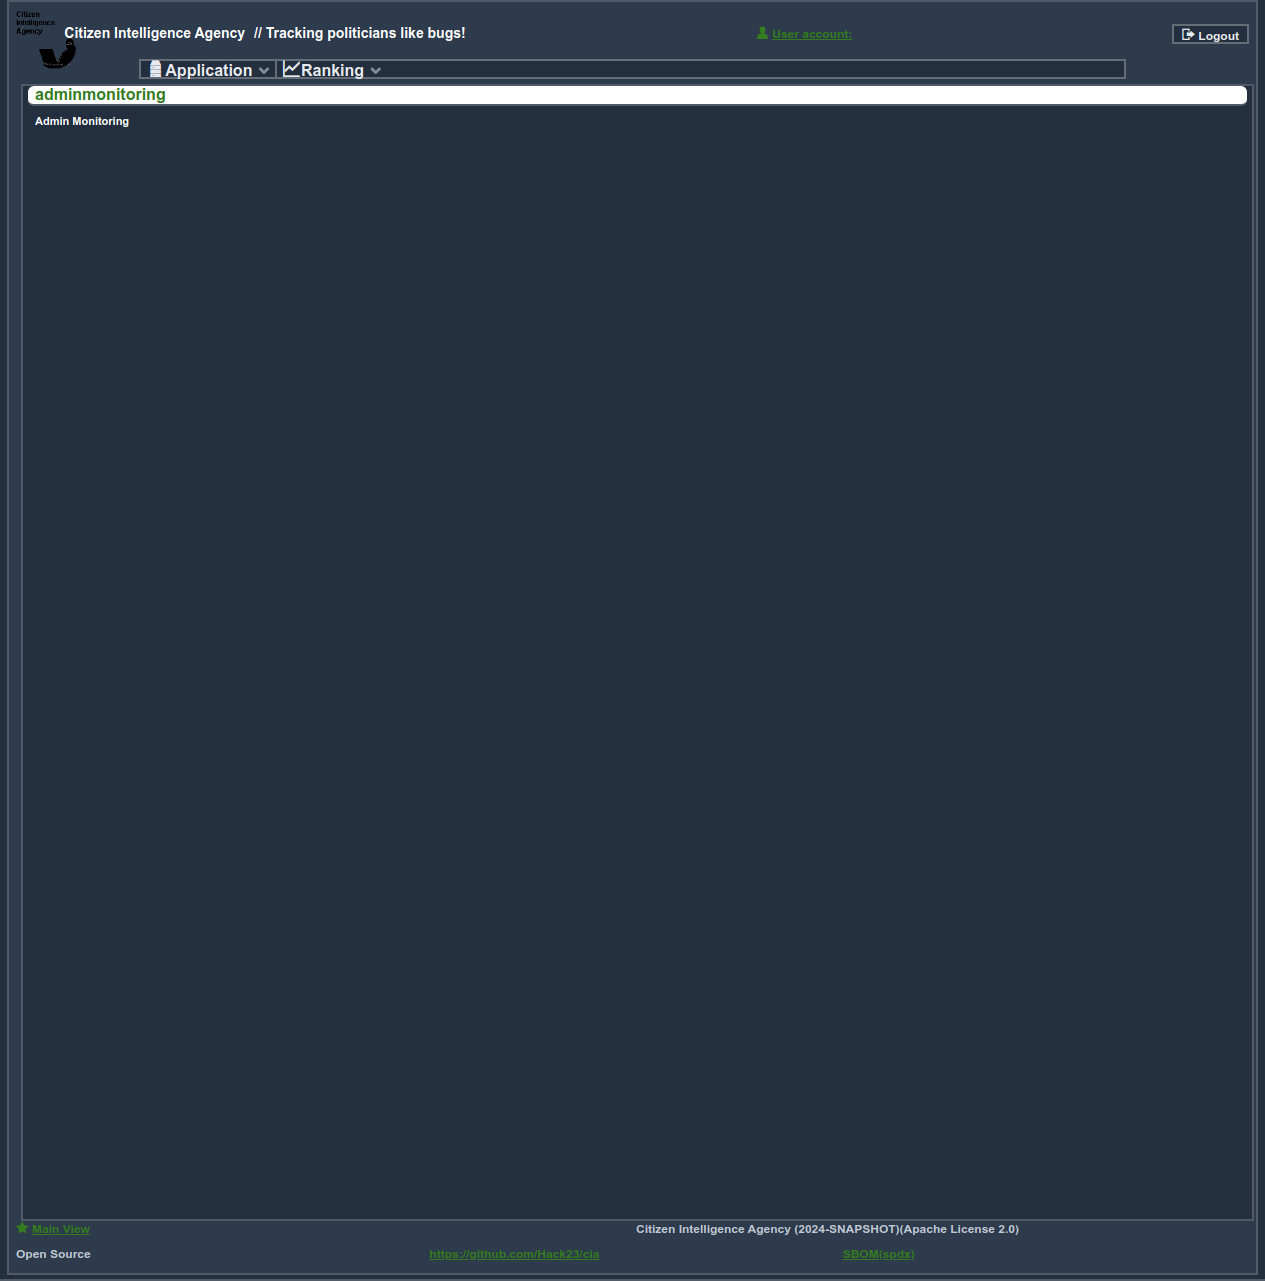 Citizen
Intelligence
Agency
Citizen Intelligence Agency // Tracking politicians like bugs!
User account:
Logout
Application
Ranking
adminmonitoring
Admin Monitoring
Main View
Citizen Intelligence Agency (2024-SNAPSHOT)(Apache License 2.0)
Open Source
https://github.com/Hack23/cia
SBOM(spdx)